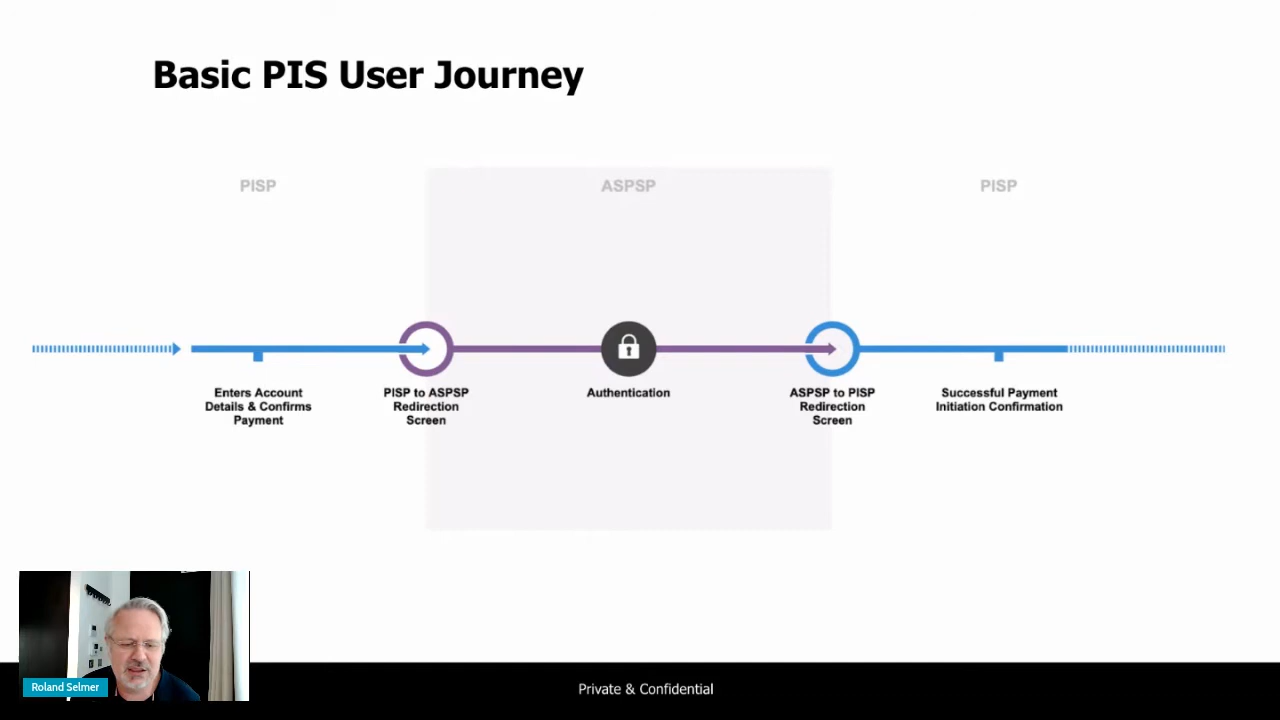 Basic PIS User Journey
PISP
ASPSP
PISP
Enters Account
Details & Confirms
Payment
PISP to ASPSP
Redirection
Screen
Authentication
ASPSP to PISP
Redirection
Screen
Successful Payment
Initiation Confirmation
Roland Selmer
Private & Confidential